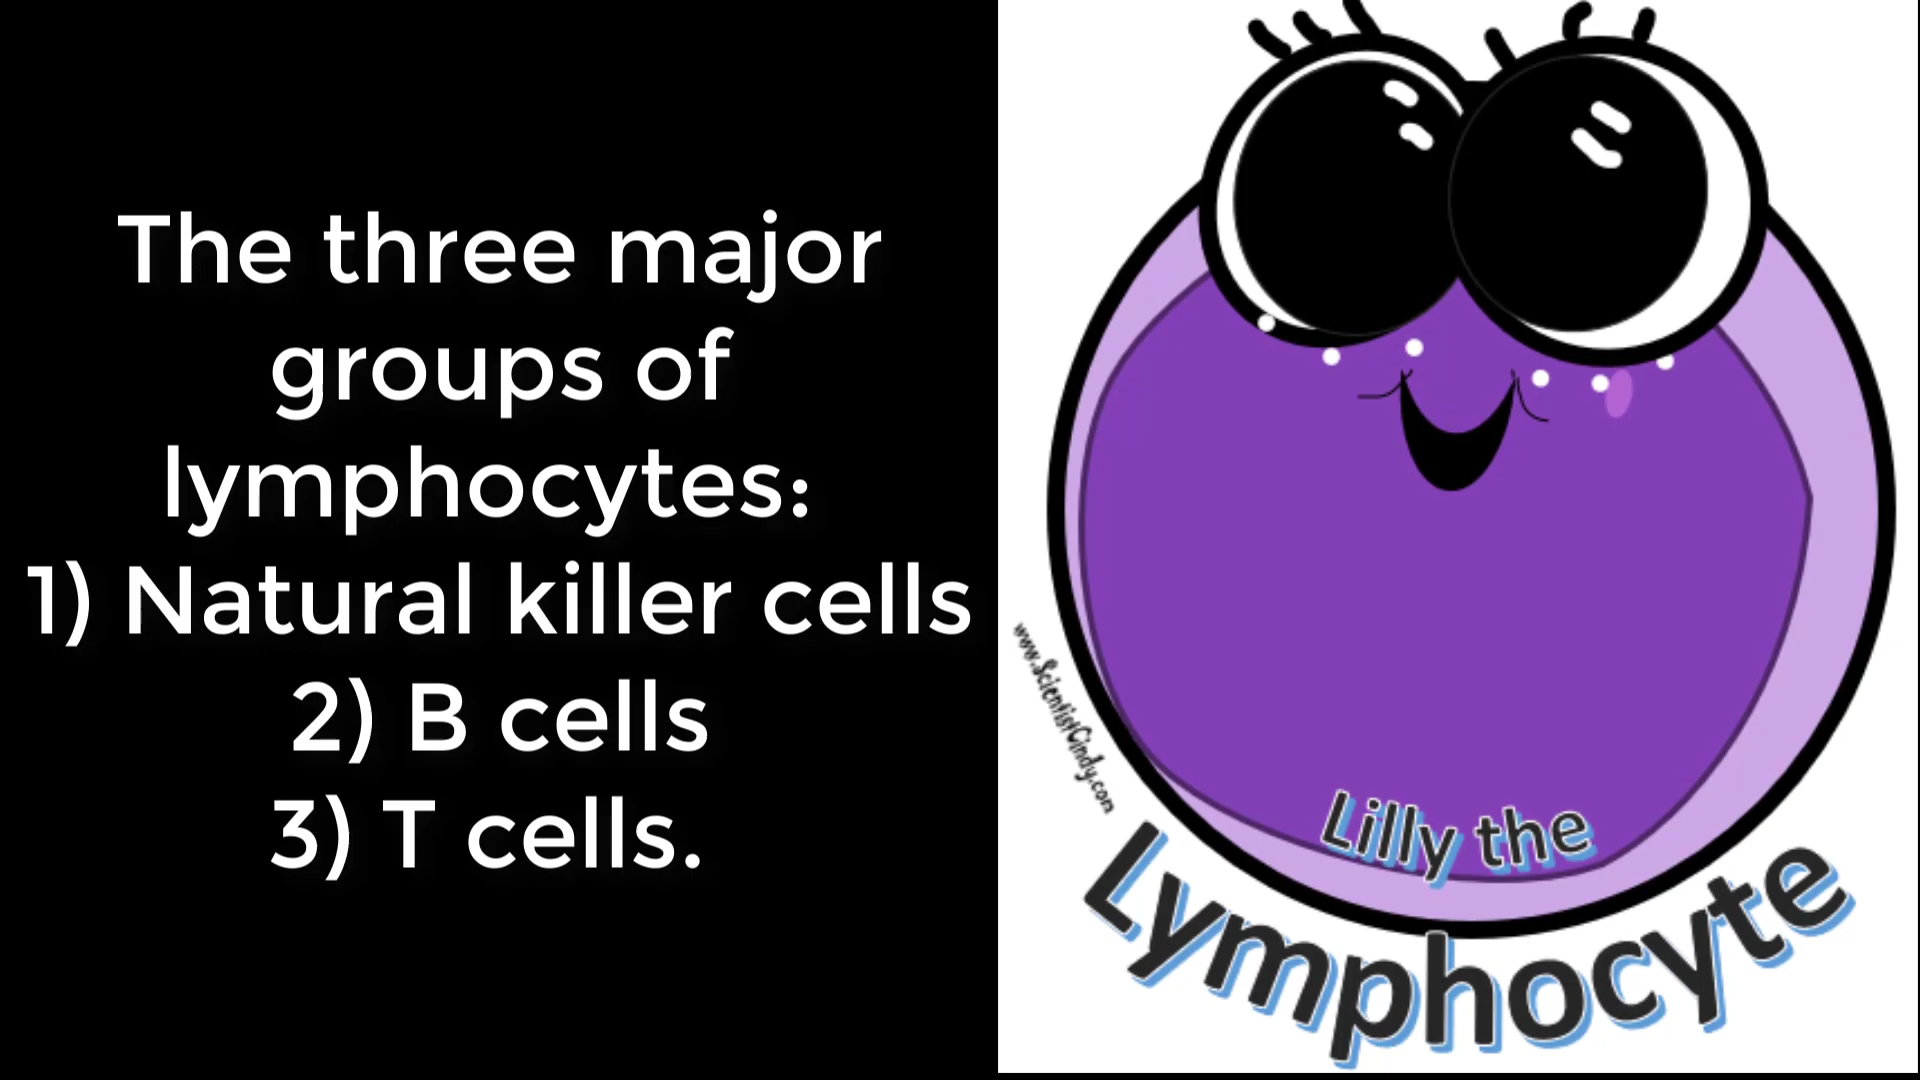 The three major
groups of
lymphocytes:
1) Natural killer cells
2) B cells
3) T cells.
www.ScientistCindy.com
Lilly the
Lymphocyte